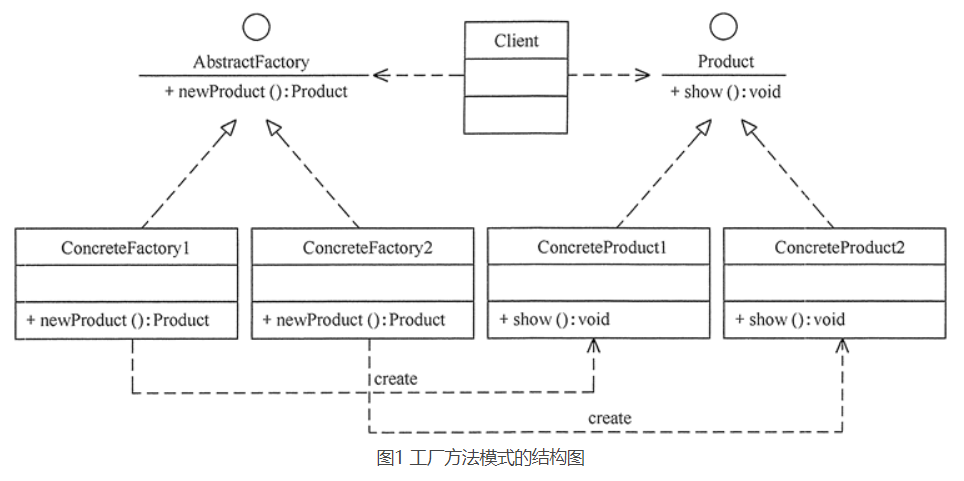 AbstractFactory
+ newProduct (): Product
Client
Product
+ show (): void
ConcreteFactory1
+ newProduct (): Product
ConcreteFactory2
+ newProduct (): Product
ConcreteProduct1
+ show (): void
ConcreteProduct2
+ show (): void
create
create
图1 工厂方法模式的结构图